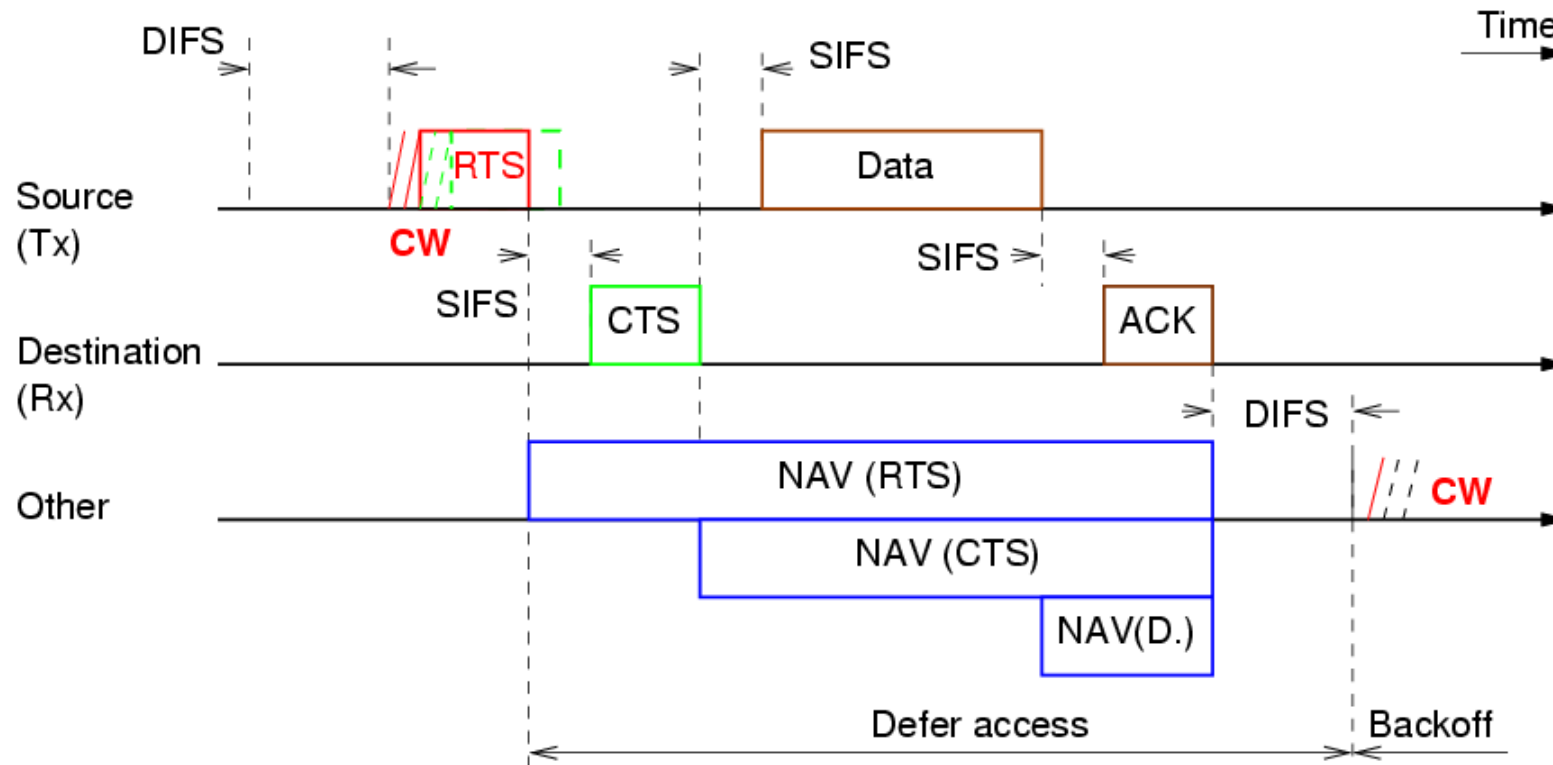 Time
DIFS
SIFS
RTS
Data
Source
(Tx)
CW
SIFS
SIFS
CTS
ACK
Destination
(Rx)
DIFS
NAV (RTS)
Other
CW
NAV (CTS)
NAV(D.)
Defer access
Backoff